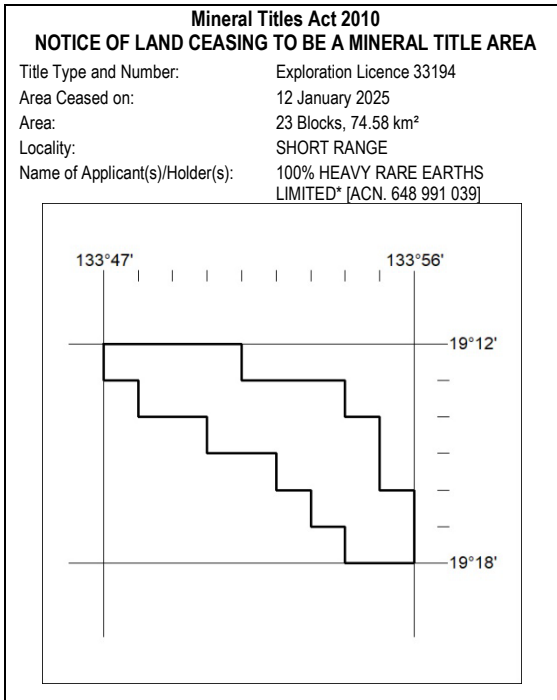 Mineral Titles Act 2010
NOTICE OF LAND CEASING TO BE A MINERAL TITLE AREA
Title Type and Number: Exploration Licence 33194
Area Ceased on: 12 January 2025
Area: 23 Blocks, 74.58 km²
Locality: SHORT RANGE
Name of Applicant(s)/Holder(s): 100% HEAVY RARE EARTHS
LIMITED* [ACN. 648 991 039]
133°47' 133°56'
19°12'
19°18'